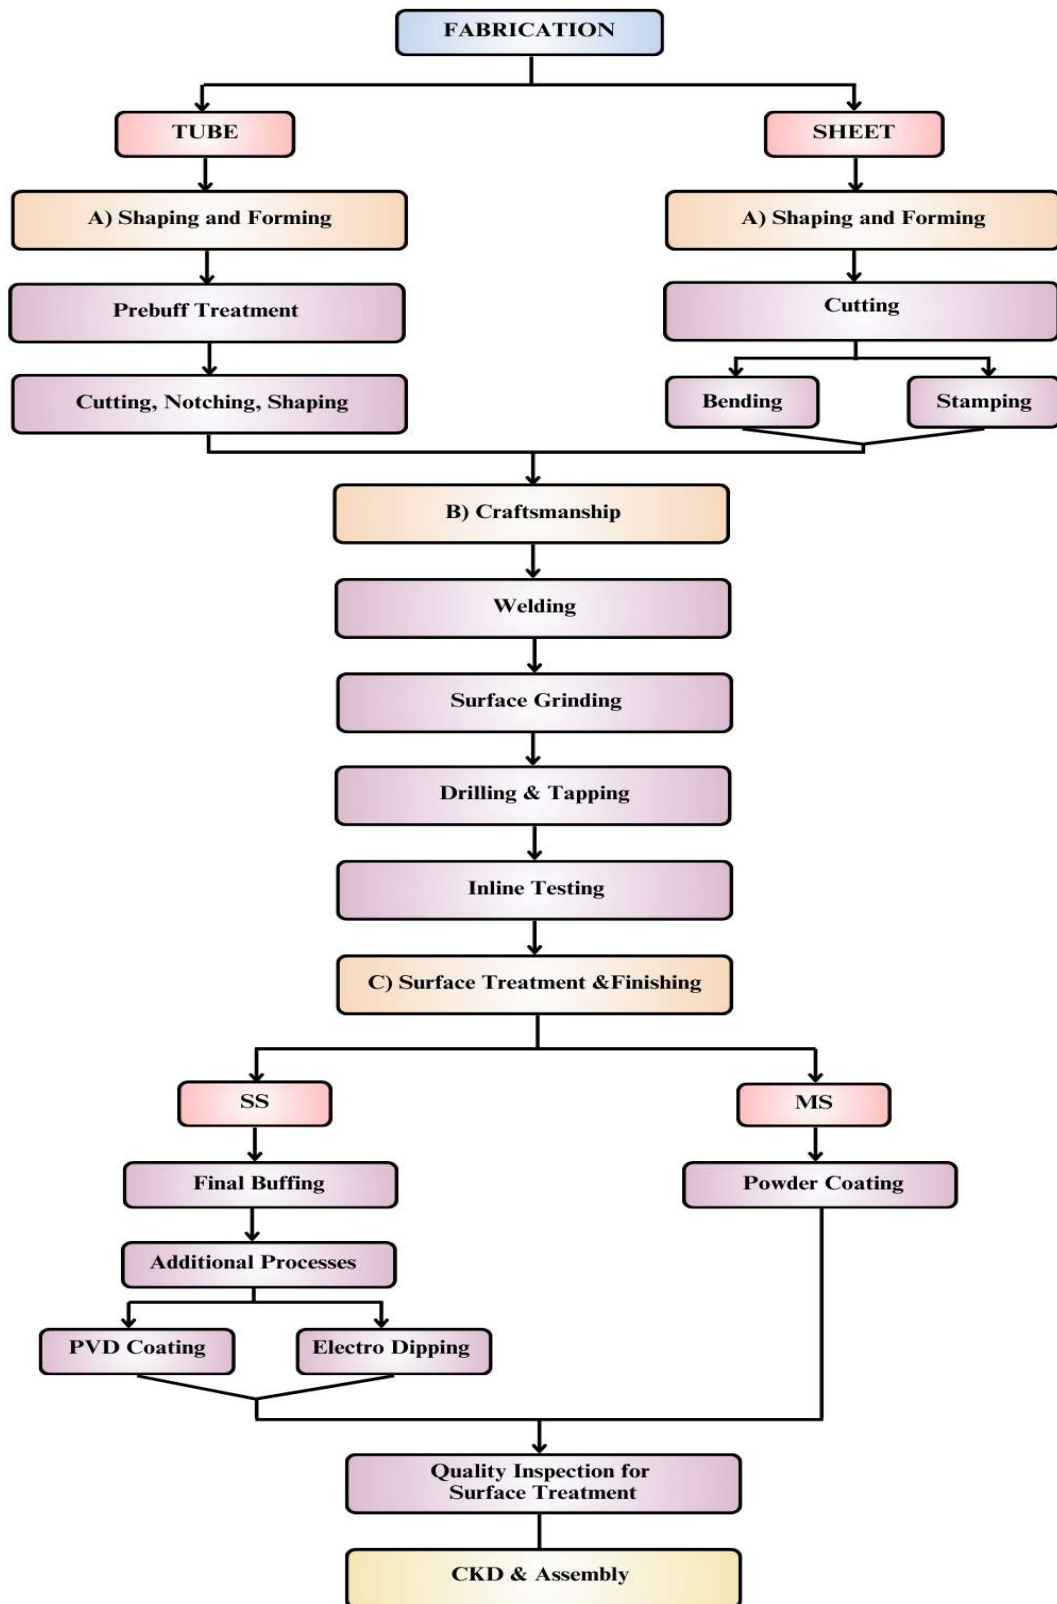 FABRICATION
TUBE
SHEET
A) Shaping and Forming
A) Shaping and Forming
Prebuff Treatment
Cutting
Cutting, Notching, Shaping
Bending
Stamping
B) Craftsmanship
Welding
Surface Grinding
Drilling & Tapping
Inline Testing
C) Surface Treatment &Finishing
SS
MS
Final Buffing
Powder Coating
Additional Processes
PVD Coating
Electro Dipping
Quality Inspection for
Surface Treatment
CKD & Assembly